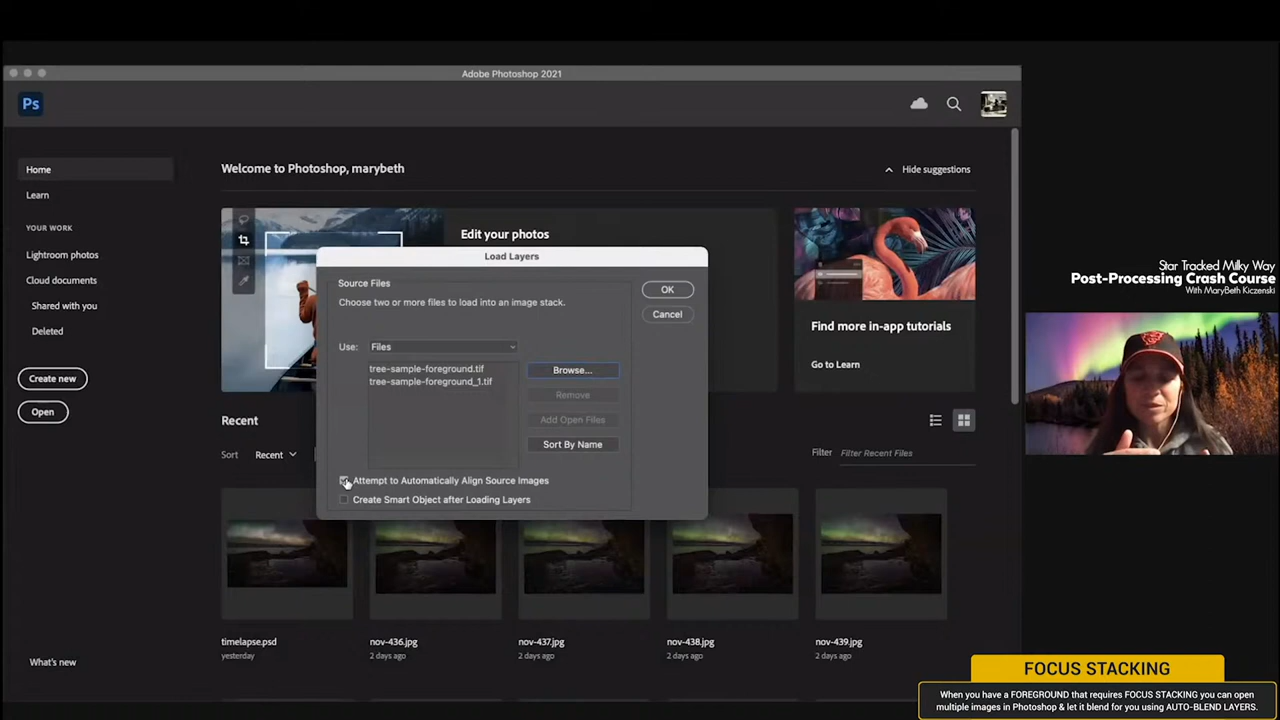 Adobe Photoshop 2021
Ps
Home
Learn
YOUR WORK
Lightroom photos
Cloud documents
Shared with you
Deleted
Create new
Open
What's new
Welcome to Photoshop, marybeth
Hide suggestions
Edit your photos
Find more in-app tutorials
Go to Learn
Load Layers
Source Files
Choose two or more files to load into an image stack.
Use: Files
tree-sample-foreground.tif
tree-sample-foreground_1.tif
OK
Cancel
Browse...
Remove
Add Open Files
Sort By Name
Attempt to Automatically Align Source Images
Create Smart Object after Loading Layers
Recent
Sort Recent
Filter Filter Recent Files
timelapse.psd
yesterday
nov-436.jpg
2 days ago
nov-437.jpg
2 days ago
nov-438.jpg
2 days ago
nov-439.jpg
2 days ago
Star Tracked Milky Way
Post-Processing Crash Course
With MaryBeth Kiczenski
FOCUS STACKING
When you have a FOREGROUND that requires FOCUS STACKING you can open
multiple images in Photoshop & let it blend for you using AUTO-BLEND LAYERS.